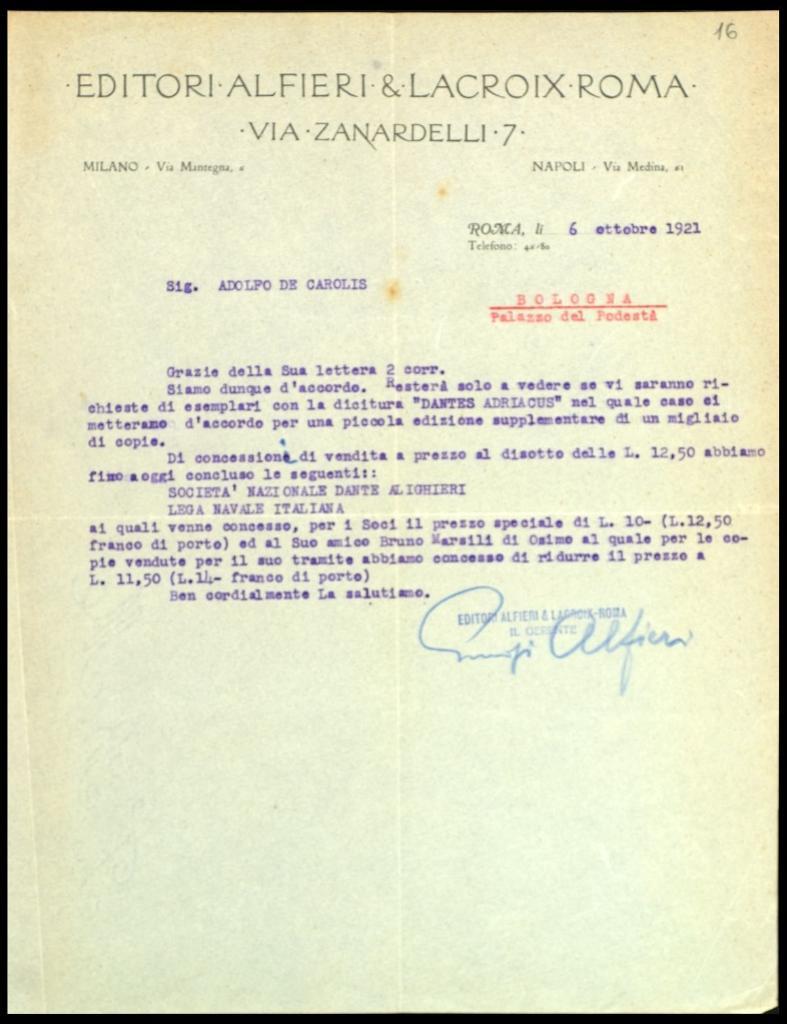 16
·EDITORI·ALFIERI·&·LACROIX·ROMA·
·VIA·ZANARDELLI·7·
MILANO - Via Mantegna,
NAPOLI - Via Medina, 61
ROMA, li 6 ottobre 1921
Telefono:
Sig. ADOLFO DE CAROLIS
BOLOGNA
Palazzo del Podestà
Grazie della Sua lettera 2 corr.
Siamo dunque d'accordo. Resterà solo a vedere se vi saranno ri-
chieste di esemplari con la dicitura "DANTES ADRIACUS" nel quale caso ci
metterano d'accordo per una piccola edizione supplementare di un migliaio
di copie.
Di concessione di vendita a prezzo al disotto delle L. 12,50 abbiamo
fino a oggi concluso le seguenti::
SOCIETA' NAZIONALE DANTE ALIGHIERI
LEGA NAVALE ITALIANA
ai quali venne concesso, per i Soci il prezzo speciale di L. 10- (L.12,50
franco di porto) ed al Suo amico Bruno Marsili di Osimo al quale per le co-
pie vendute per il suo tramite abbiamo concesso di ridurre il prezzo a
L. 11,50 (L.14- franco di porto)
Ben cordialmente La salutiamo.
EDITORI ALFIERI & LACROIX-ROMA
IL GERENTE
Luigi Alfieri